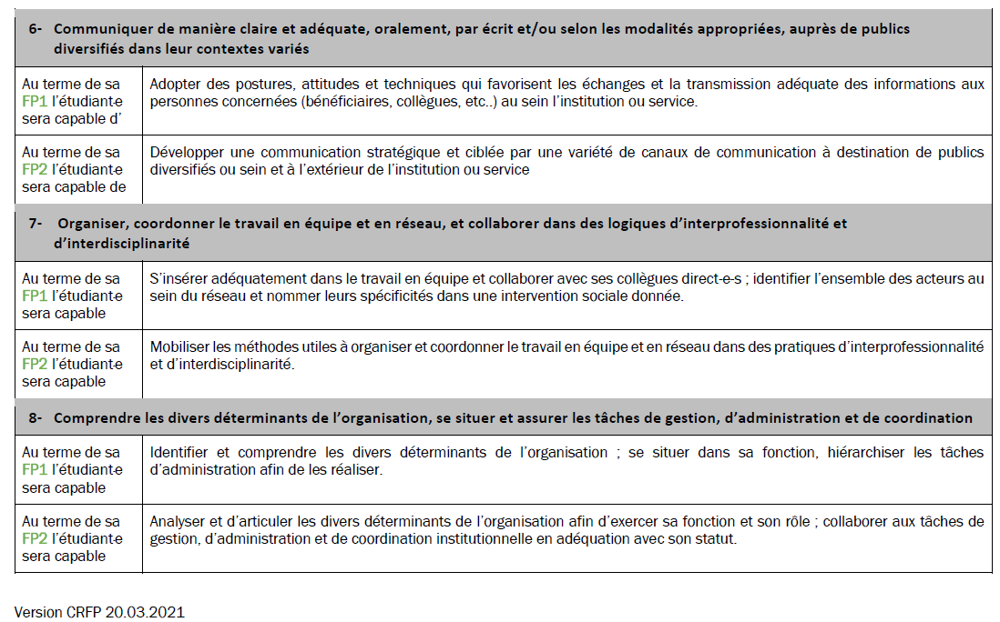 6- Communiquer de manière claire et adéquate, oralement, par écrit et/ou selon les modalités appropriées, auprès de publics
diversifiés dans leur contextes variés
Au terme de sa
FP1 l'étudiant·e
sera capable d'
Adopter des postures, attitudes et techniques qui favorisent les échanges et la transmission adéquate des informations aux
personnes concernées (bénéficiaires, collègues, etc..) au sein l'institution ou service.
Au terme de sa
FP2 l'étudiant·e
sera capable de
Développer une communication stratégique et ciblée par une variété de canaux de communication à destination de publics
diversifiés ou sein et à l'extérieur de l'institution ou service
7- Organiser, coordonner le travail en équipe et en réseau, et collaborer dans des logiques d'interprofessionnalité et
d'interdisciplinarité
Au terme de sa
FP1 l'étudiant·e
sera capable
S'insérer adéquatement dans le travail en équipe et collaborer avec ses collègues direct-e-s ; identifier l'ensemble des acteurs au
sein du réseau et nommer leurs spécificités dans une intervention sociale donnée.
Au terme de sa
FP2 l'étudiant·e
sera capable
Mobiliser les méthodes utiles à organiser et coordonner le travail en équipe et en réseau dans des pratiques d'interprofessionnalité
et d'interdisciplinarité.
8- Comprendre les divers déterminants de l'organisation, se situer et assurer les tâches de gestion, d'administration et de coordination
Au terme de sa
FP1 l'étudiant·e
sera capable
Identifier et comprendre les divers déterminants de l'organisation ; se situer dans sa fonction, hiérarchiser les tâches
d'administration afin de les réaliser.
Au terme de sa
FP2 l'étudiant·e
sera capable
Analyser et d'articuler les divers déterminants de l'organisation afin d'exercer sa fonction et son rôle ; collaborer aux tâches de
gestion, d'administration et de coordination institutionnelle en adéquation avec son statut.
Version CRFP 20.03.2021